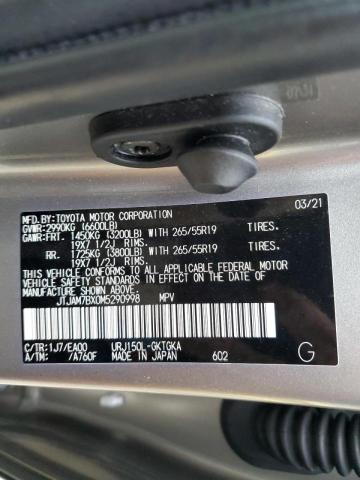 MFD.BY:TOYOTA MOTOR CORPORATION 03/21
GVWR:2990KG (6600LB)
GAWR:FRT. 1450KG (3200LB) WITH 265/55R19 TIRES.
19X7 1/2J RIMS.
RR. 1725KG (3800LB) WITH 265/55R19 TIRES.
19X7 1/2J RIMS.
THIS VEHICLE CONFORMS TO ALL APPLICABLE FEDERAL MOTOR
VEHICLE SAFETY STANDARDS IN EFFECT ON THE DATE OF
MANUFACTURE SHOWN ABOVE.
JTJAM7BX0M5290998 MPV
C/TR:1J7/EA00 URJ150L-GKTGKA
A/TM: /A760F MADE IN JAPAN 602 G